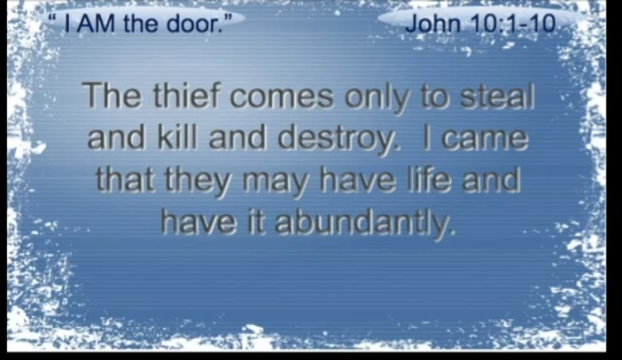 “ I AM the door.”
John 10:1-10
The thief comes only to steal
and kill and destroy.  I came
that they may have life and
have it abundantly.